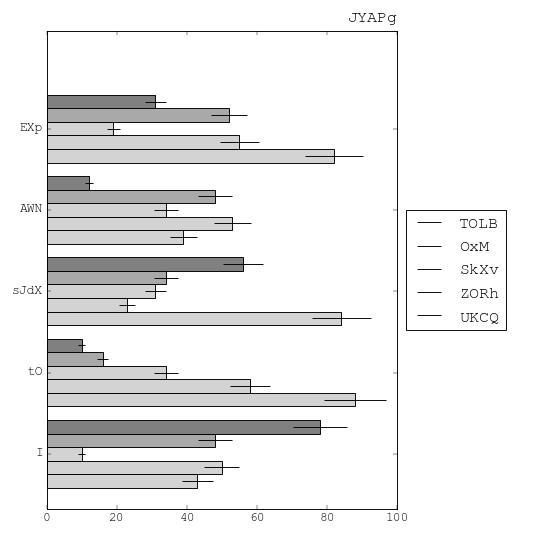 JYAPg
EXp
AWN
sJdX
tO
I
TOLB
OxM
SkXv
ZORh
UKCQ
0 20 40 60 80 100